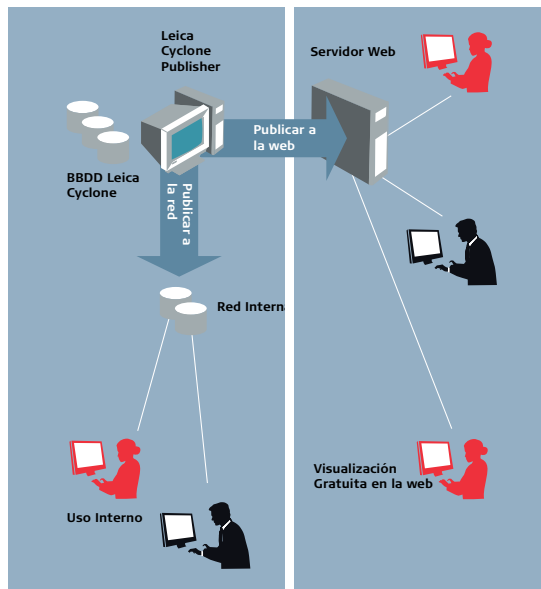 Leica
Cyclone
Publisher
BBDD Leica
Cyclone
Publicar a
la web
Publicar a
la red
Servidor Web
Red Intern
Uso Interno
Visualización
Gratuita en la web